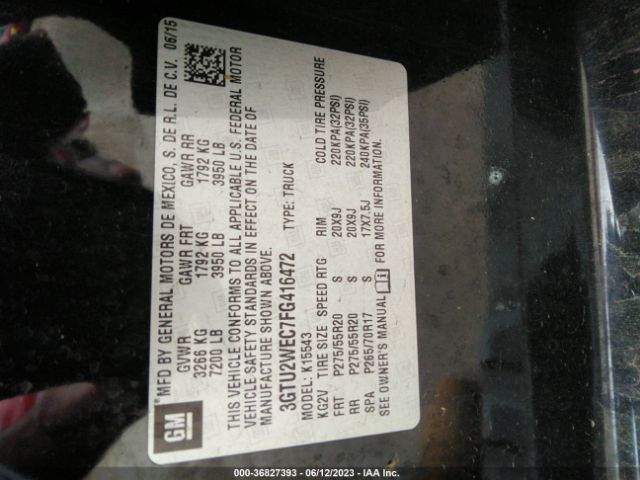 MFD BY GENERAL MOTORS DE MEXICO, S. DE R.L. DE C.V. 06/15
GVWR GAWR FRT GAWR RR
3266 KG 1792 KG 1792 KG
7200 LB 3950 LB 3950 LB
THIS VEHICLE CONFORMS TO ALL APPLICABLE U.S. FEDERAL MOTOR
VEHICLE SAFETY STANDARDS IN EFFECT ON THE DATE OF
MANUFACTURE SHOWN ABOVE.
3GTU2WEC7FG416472 TYPE: TRUCK
MODEL: K15543
KG2V TIRE SIZE SPEED RTG RIM COLD TIRE PRESSURE
FRT P275/55R20 S 20X9J 220KPA(32PSI)
RR P275/55R20 S 20X9J 220KPA(32PSI)
SPA P265/70R17 S 17X7.5J 240KPA(35PSI)
SEE OWNER'S MANUAL FOR MORE INFORMATION.
GM
000-36827393 - 06/12/2023 - IAA Inc.